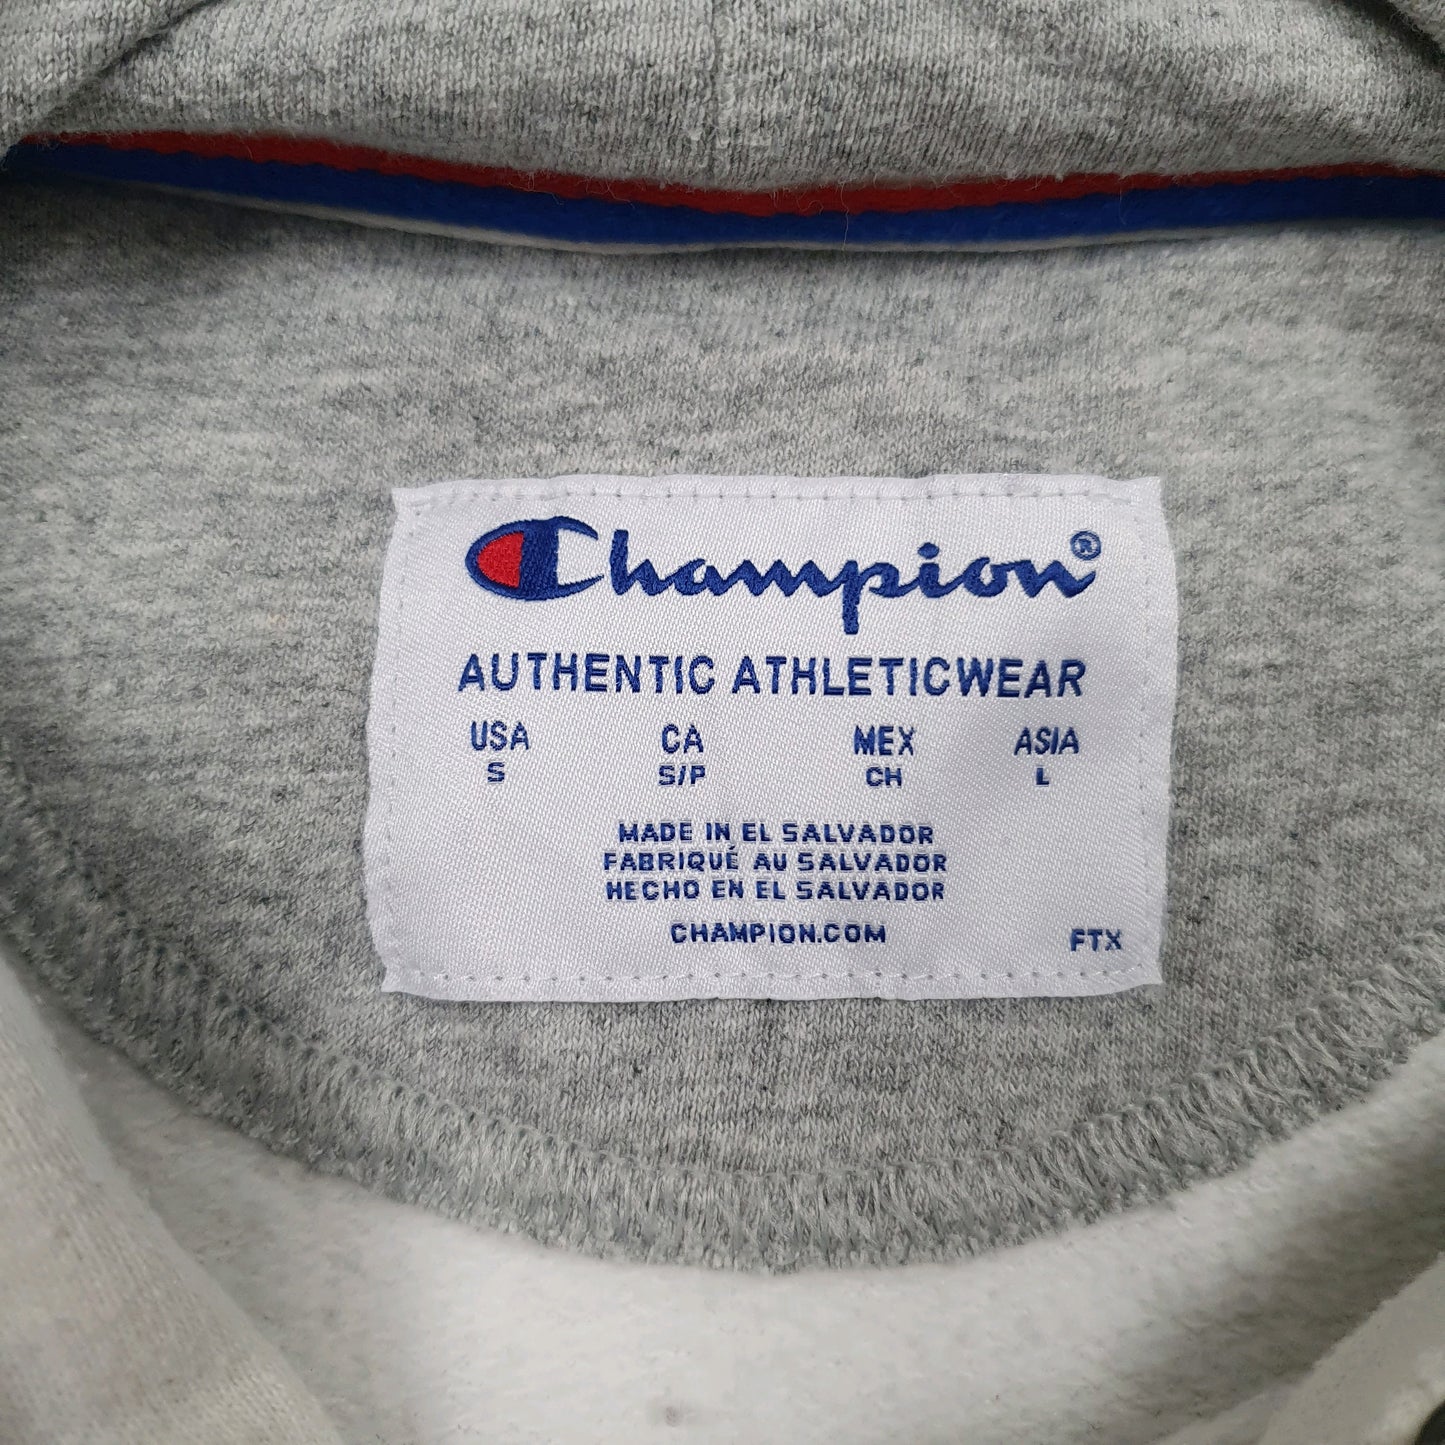 Champion®
AUTHENTIC ATHLETICWEAR
USA CA MEX ASIA
S S/P CH L
MADE IN EL SALVADOR
FABRIQUÉ AU SALVADOR
HECHO EN EL SALVADOR
CHAMPION.COM FTX